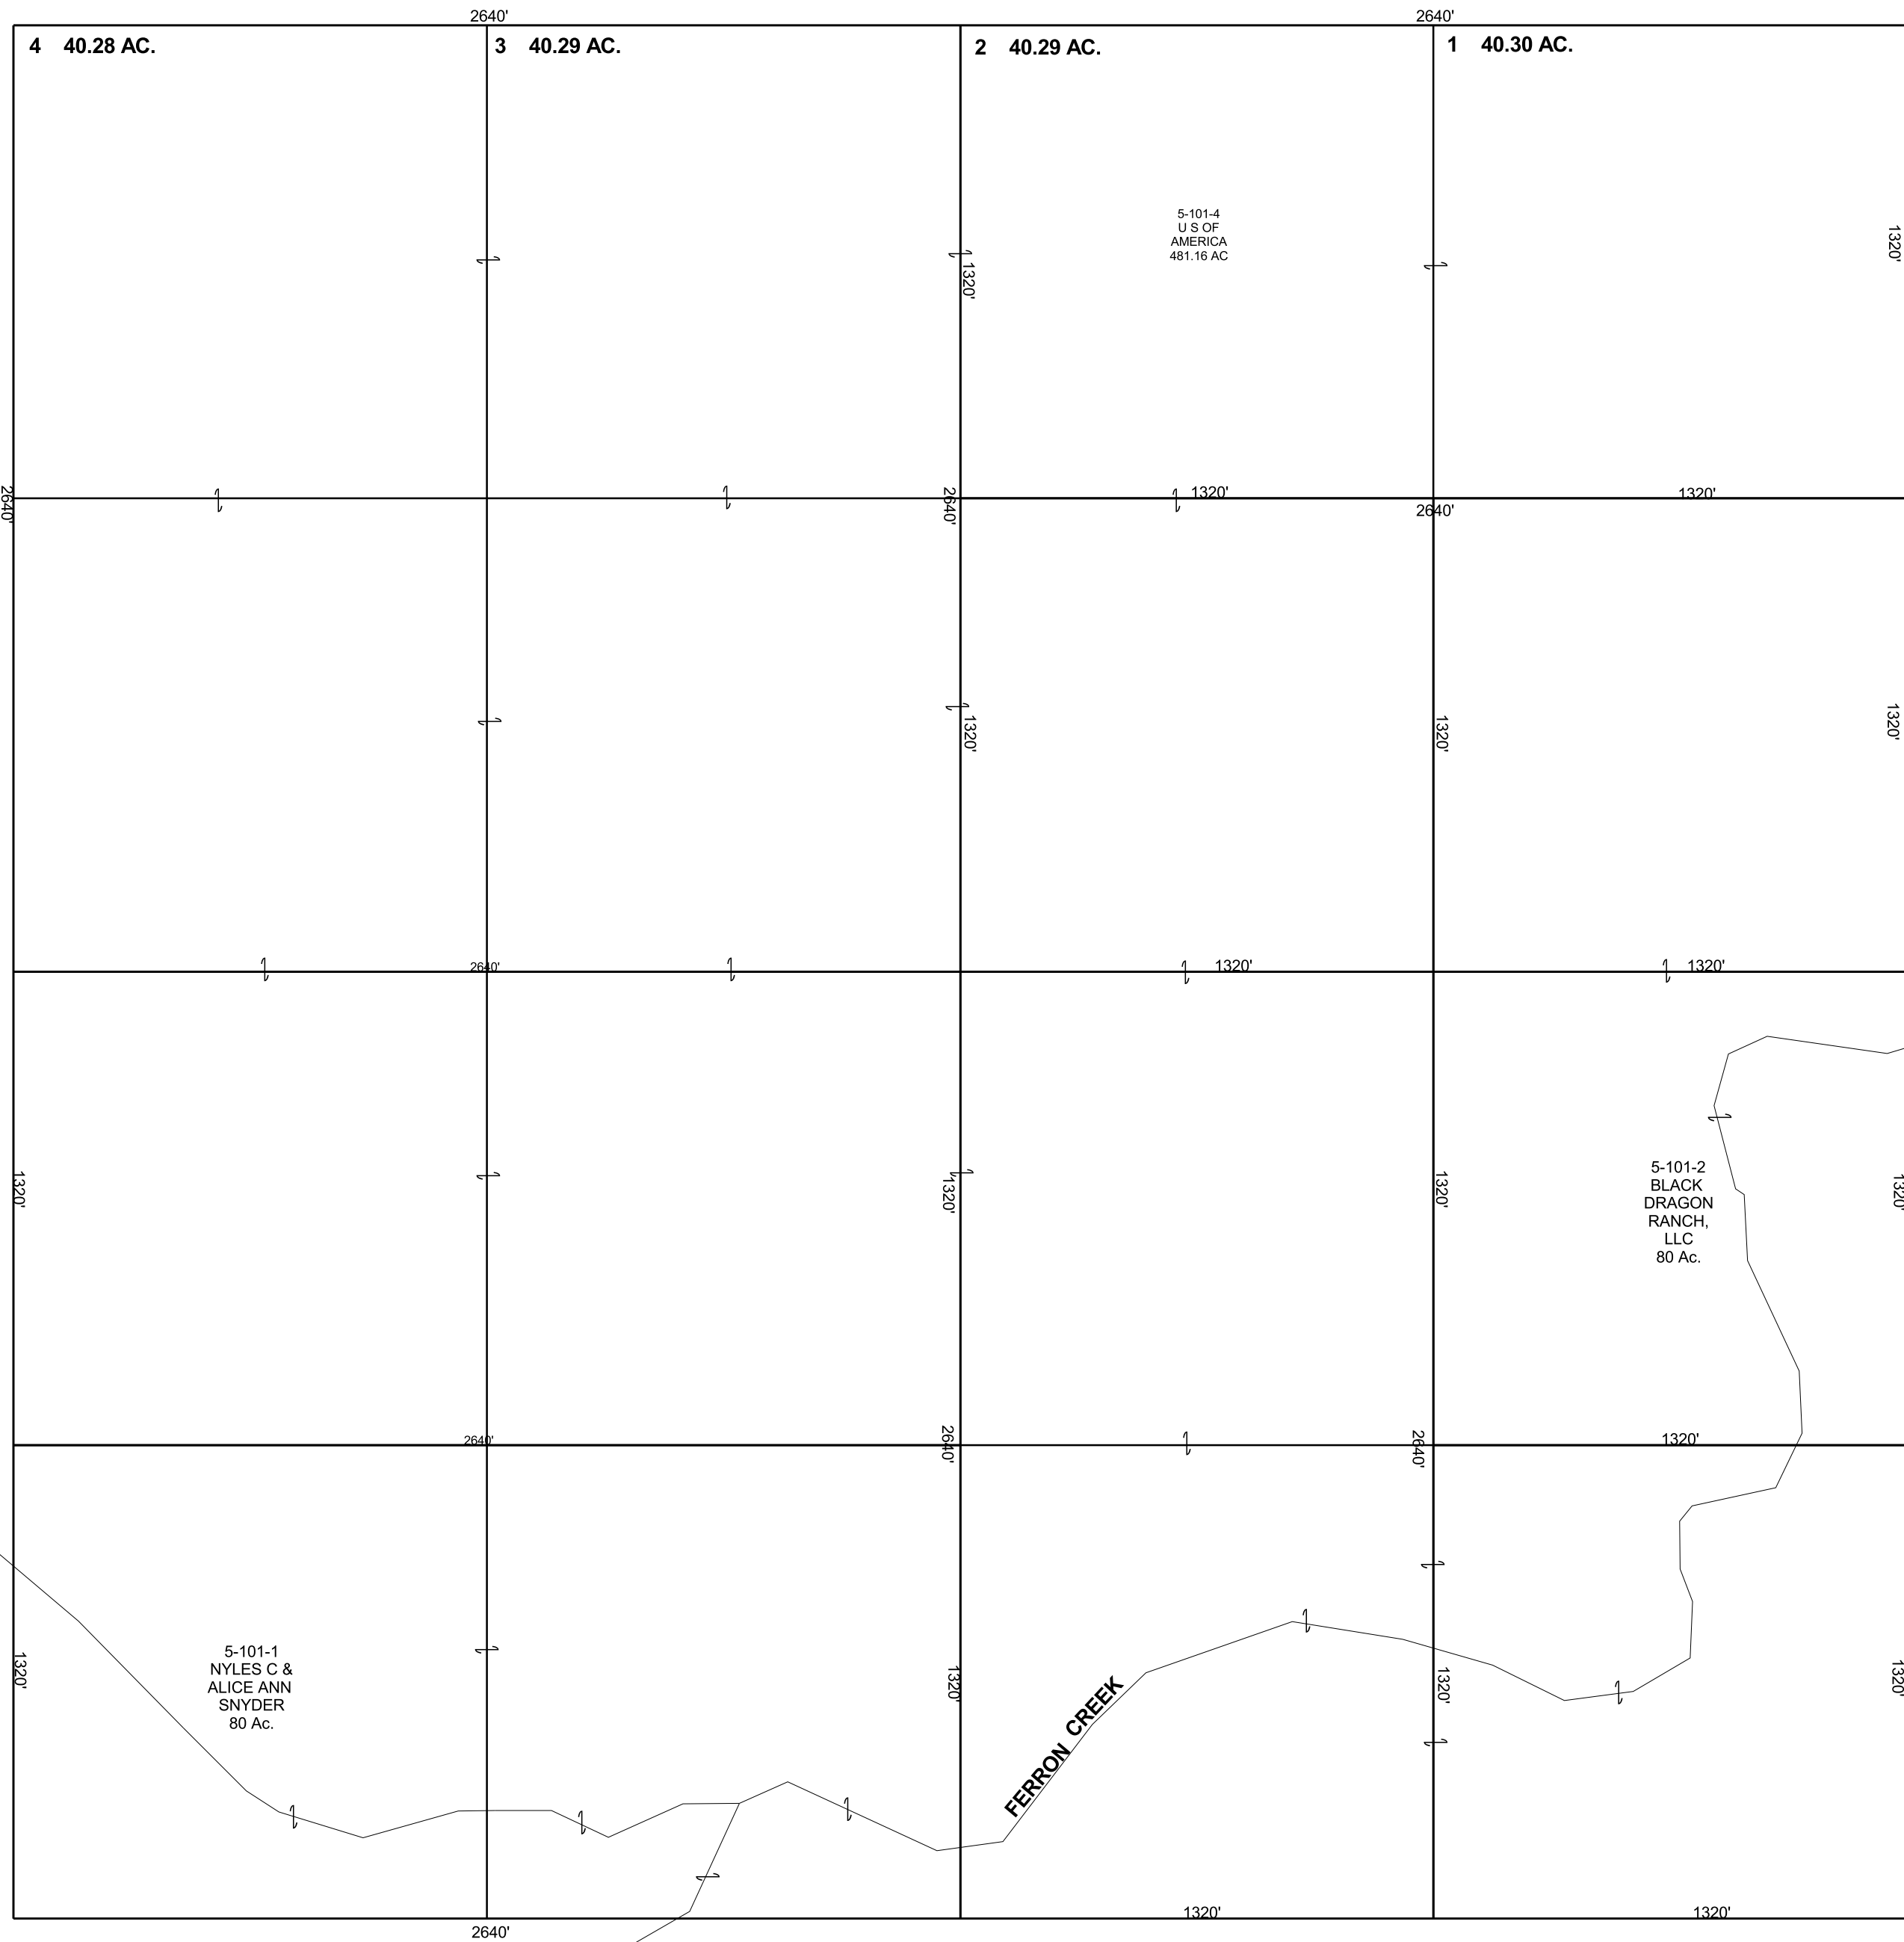 2640'
2640'
4 40.28 AC.
3 40.29 AC.
2 40.29 AC.
1 40.30 AC.
5-101-4
U S OF
AMERICA
481.16 AC
1320'
1320'
2640'
2640'
1320'
2640'
1320'
1320'
1320'
1320'
2640'
1320'
1320'
1320'
1320'
1320'
5-101-2
BLACK
DRAGON
RANCH,
LLC
80 Ac.
1320'
2640'
2640'
2640'
1320'
5-101-1
NYLES C &
ALICE ANN
SNYDER
80 Ac.
1320'
1320'
FERRON CREEK
1320'
1320'
2640'
1320'
1320'